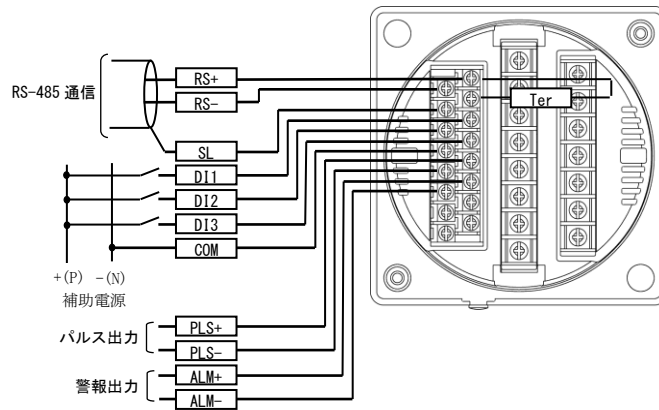 RS-485 通信
RS+
RS-
SL
DI1
DI2
DI3
COM
+(P) -(N)
補助電源
パルス出力
PLS+
PLS-
警報出力
ALM+
ALM-
Ter